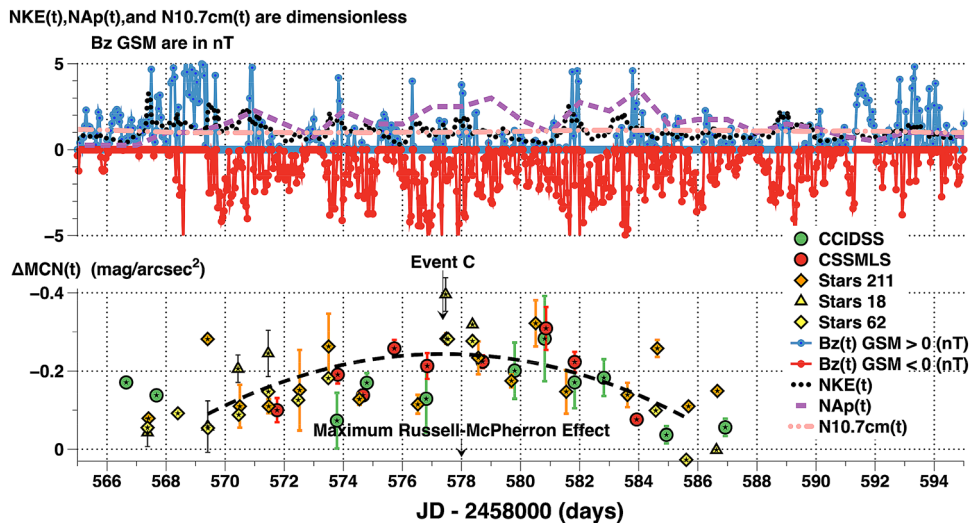 NKE(t),NAp(t),and N10.7cm(t) are dimensionless
Bz GSM are in nT
5
0
−5
ΔMCN(t) (mag/arcsec²)
Event C
−0.4
−0.2
0
Maximum Russell-McPherron Effect
CCIDSS
CSSMLS
Stars 211
Stars 18
Stars 62
Bz(t) GSM > 0 (nT)
Bz(t) GSM < 0 (nT)
NKE(t)
NAp(t)
N10.7cm(t)
566 568 570 572 574 576 578 580 582 584 586 588 590 592 594
JD - 2458000 (days)